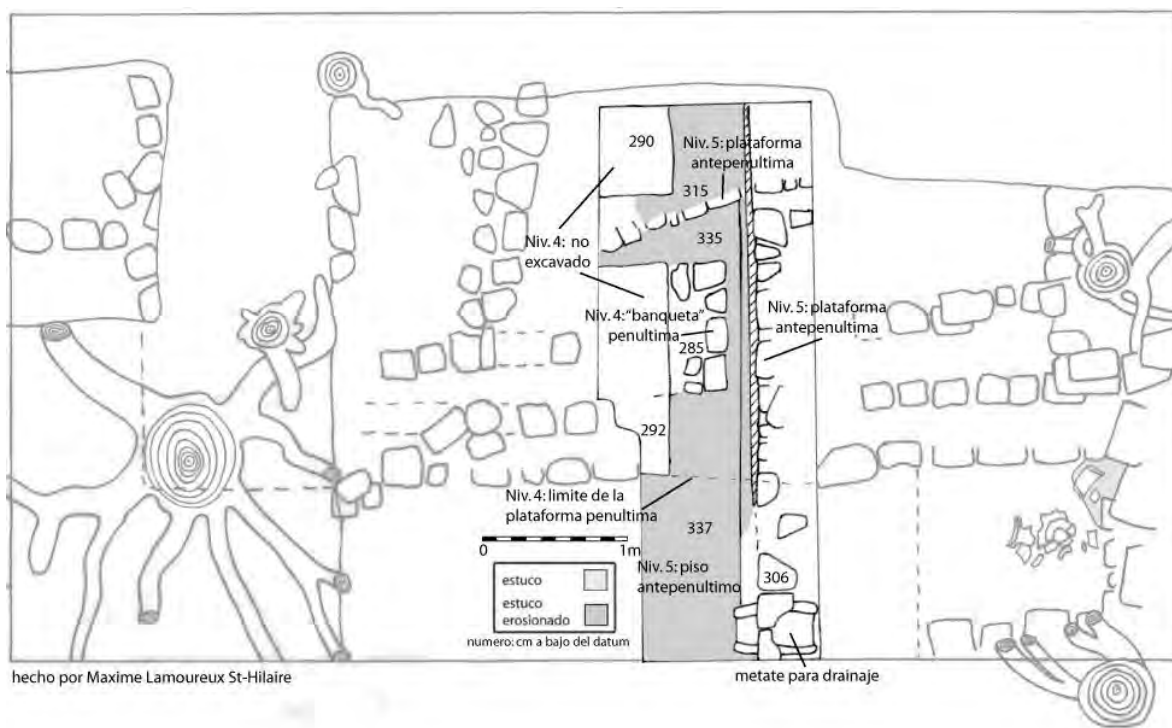 290
Niv. 5: plataforma
antepenultima
315
Niv. 4: no
excavado
335
Niv. 4: "banqueta"
penultima
285
Niv. 5: plataforma
antepenultima
292
Niv. 4: limite de la
plataforma penultima
337
0 1m
Niv. 5: piso
antepenultimo
306
estuco
estuco
erosionado
numero: cm a bajo del datum
metate para drainaje
hecho por Maxime Lamoureux St-Hilaire